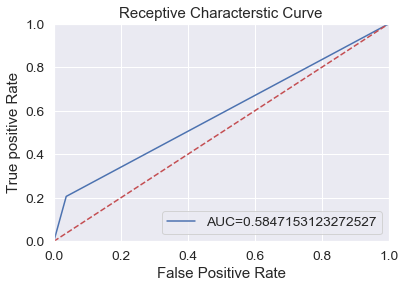 Receptive Characterstic Curve
True positive Rate
1.0
0.8
0.6
0.4
0.2
0.0
AUC=0.5847153123272527
0.0 0.2 0.4 0.6 0.8 1.0
False Positive Rate